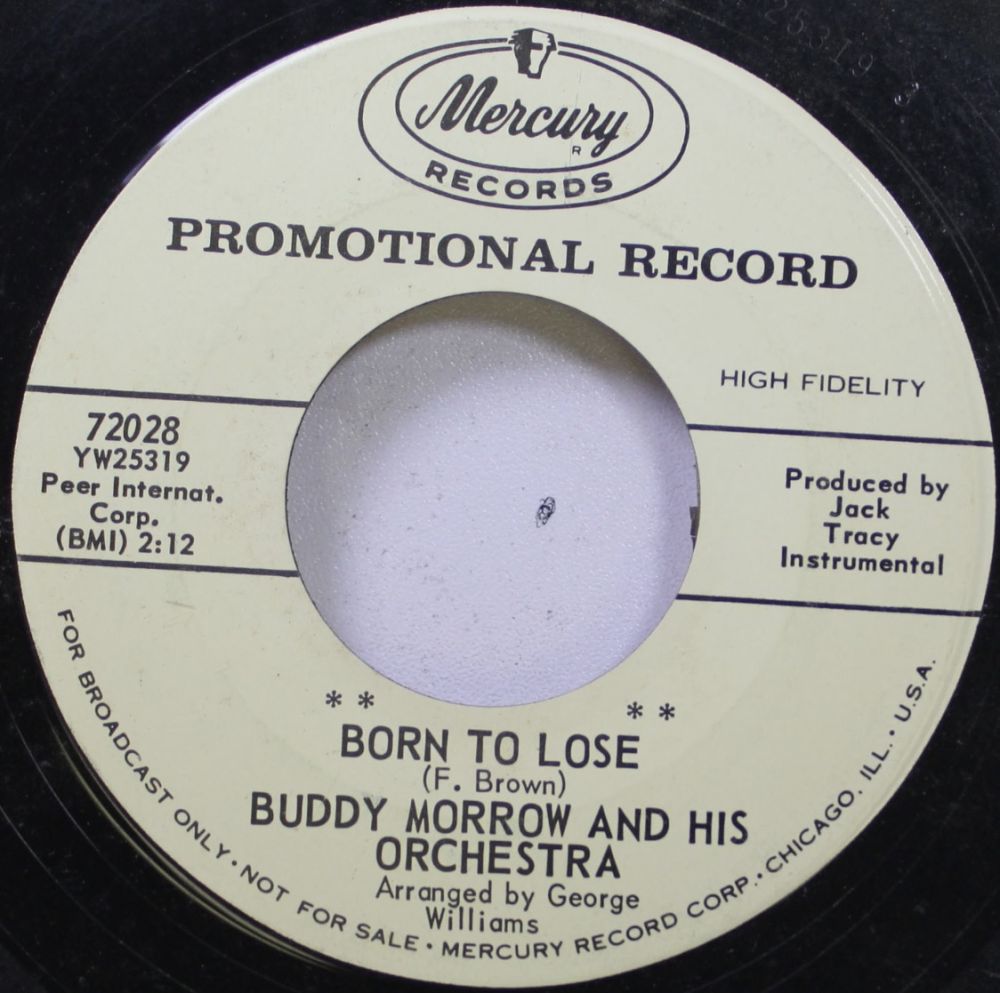 25319
Mercury
R
RECORDS
PROMOTIONAL RECORD
HIGH FIDELITY
72028
YW25319
Peer Internat.
Corp.
(BMI) 2:12
Produced by
Jack
Tracy
Instrumental
** **
BORN TO LOSE
(F. Brown)
BUDDY MORROW AND HIS
ORCHESTRA
Arranged by George
Williams
FOR BROADCAST ONLY • NOT FOR SALE • MERCURY RECORD CORP. • CHICAGO, ILL. • U.S.A.